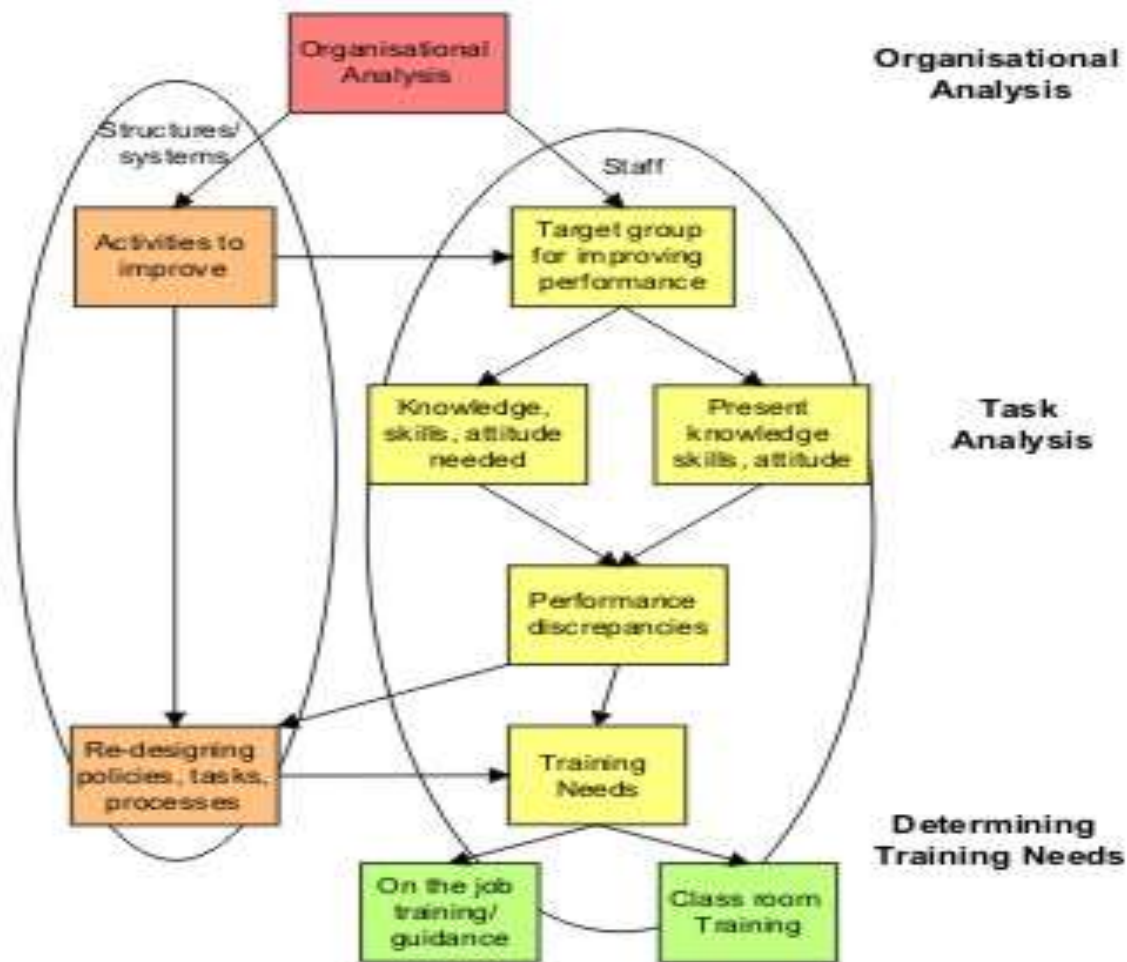 Organisational
Analysis
Organisational
Analysis
Structures/
systems
Staff
Activities to
improve
Target group
for improving
performance
Knowledge,
skills, attitude
needed
Present
knowledge
skills, attitude
Task
Analysis
Performance
discrepancies
Re-designing
policies, tasks,
processes
Training
Needs
Determining
Training Needs
On the job
training/
guidance
Class room
Training